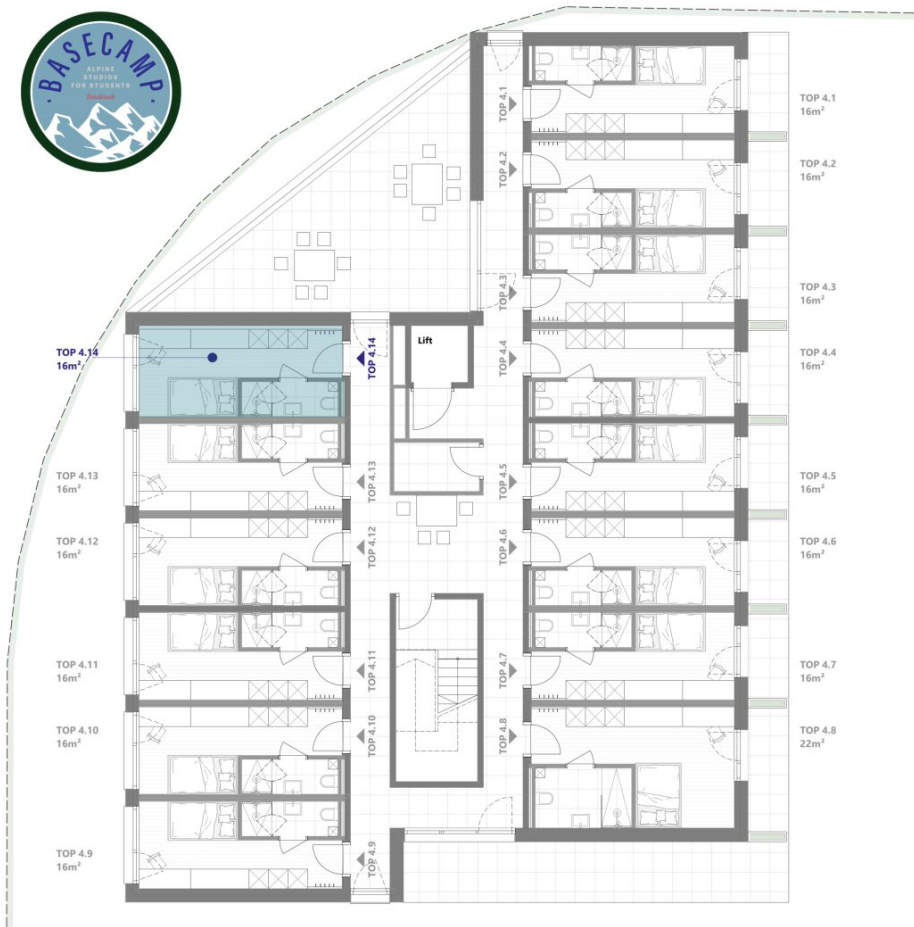 BASECAMP
ALPINE
STUDIOS
FOR STUDENTS
Innsbruck
TOP 4.1
TOP 4.1
16m²
TOP 4.2
TOP 4.2
16m²
TOP 4.3
TOP 4.3
16m²
TOP 4.14
16m²
TOP 4.14
Lift
TOP 4.4
TOP 4.4
16m²
TOP 4.13
16m²
TOP 4.13
TOP 4.5
TOP 4.5
16m²
TOP 4.12
16m²
TOP 4.12
TOP 4.6
TOP 4.6
16m²
TOP 4.11
16m²
TOP 4.11
TOP 4.7
TOP 4.7
16m²
TOP 4.10
16m²
TOP 4.10
TOP 4.8
TOP 4.8
22m²
TOP 4.9
16m²
TOP 4.9